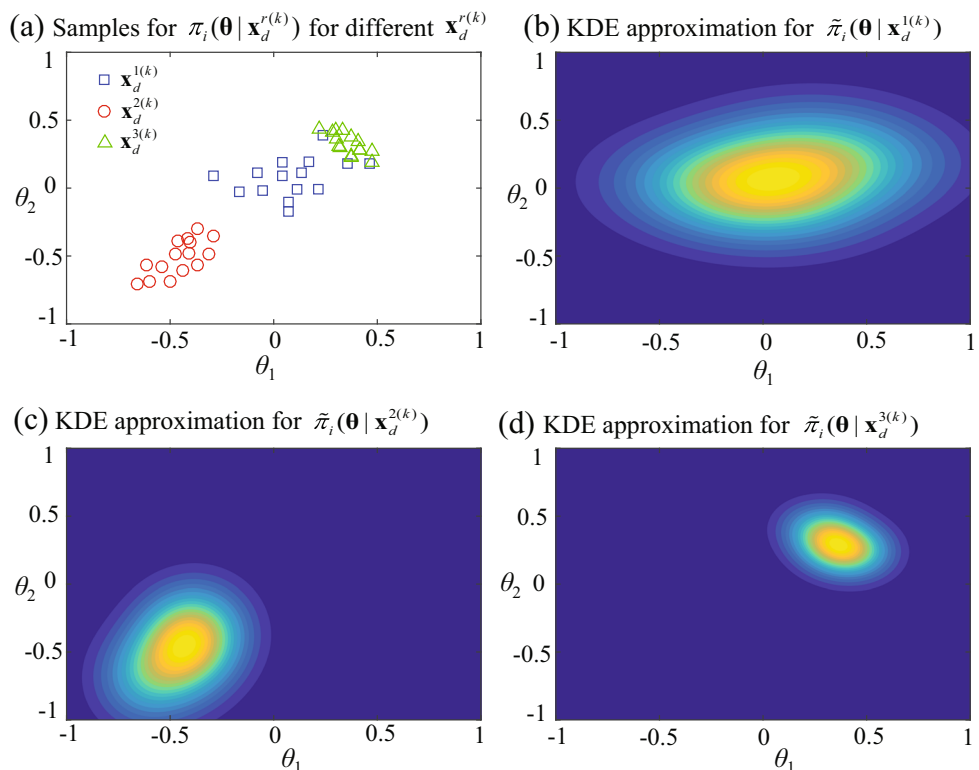 (a) Samples for π_i(θ | x_d^{r(k)}) for different x_d^{r(k)}
x_d^{1(k)}
x_d^{2(k)}
x_d^{3(k)}
1
0.5
0
-0.5
-1
θ_2
-1
-0.5
0
0.5
1
θ_1
(b) KDE approximation for π̃_i(θ | x_d^{1(k)})
1
0.5
0
-0.5
-1
θ_2
-1
-0.5
0
0.5
1
θ_1
(c) KDE approximation for π̃_i(θ | x_d^{2(k)})
1
0.5
0
-0.5
-1
θ_2
-1
-0.5
0
0.5
1
θ_1
(d) KDE approximation for π̃_i(θ | x_d^{3(k)})
1
0.5
0
-0.5
-1
θ_2
-1
-0.5
0
0.5
1
θ_1